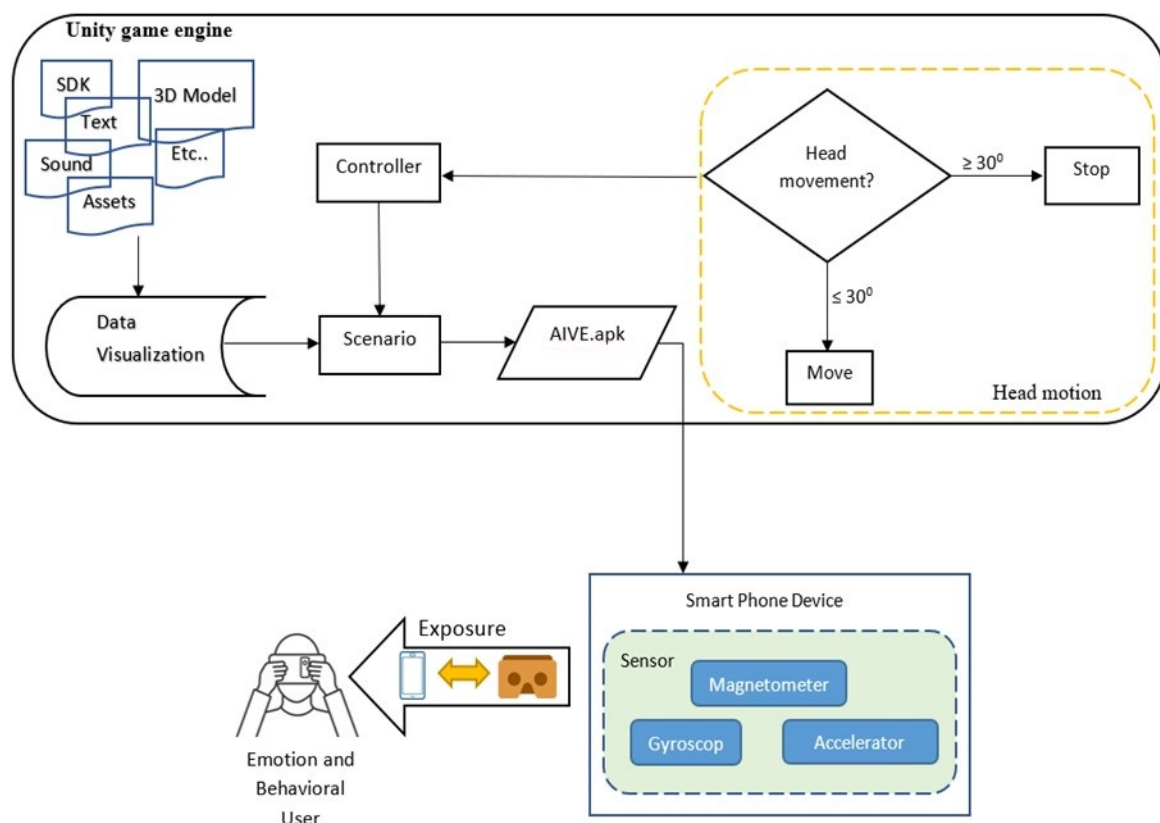 Unity game engine
SDK
3D Model
Text
Etc..
Sound
Assets
Data
Visualization
Controller
Scenario
AIVE.apk
Head
movement?
≥ 30⁰
Stop
≤ 30⁰
Move
Head motion
Smart Phone Device
Sensor
Magnetometer
Gyroscop
Accelerator
Exposure
Emotion and
Behavioral
User